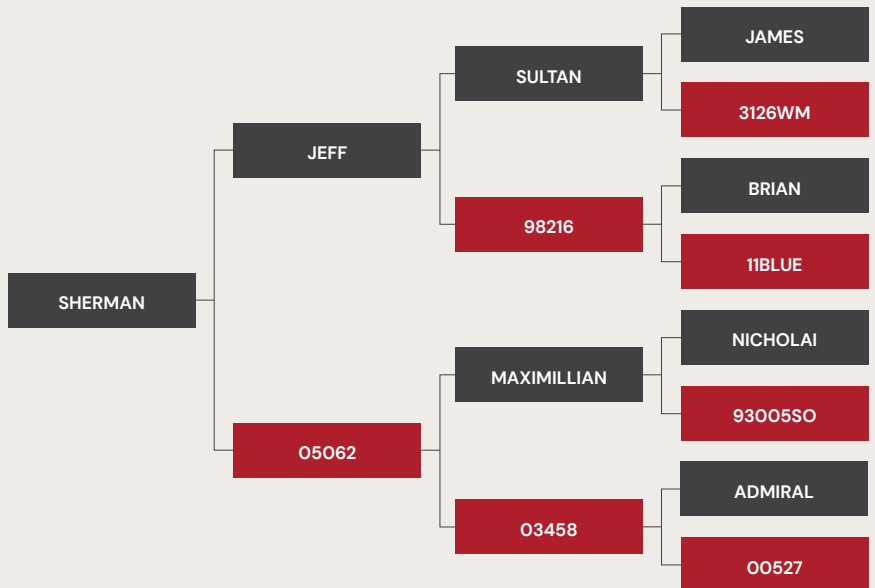 JAMES
SULTAN
3126WM
JEFF
BRIAN
98216
11BLUE
SHERMAN
NICHOLAI
MAXIMILLIAN
93005SO
05062
ADMIRAL
03458
00527